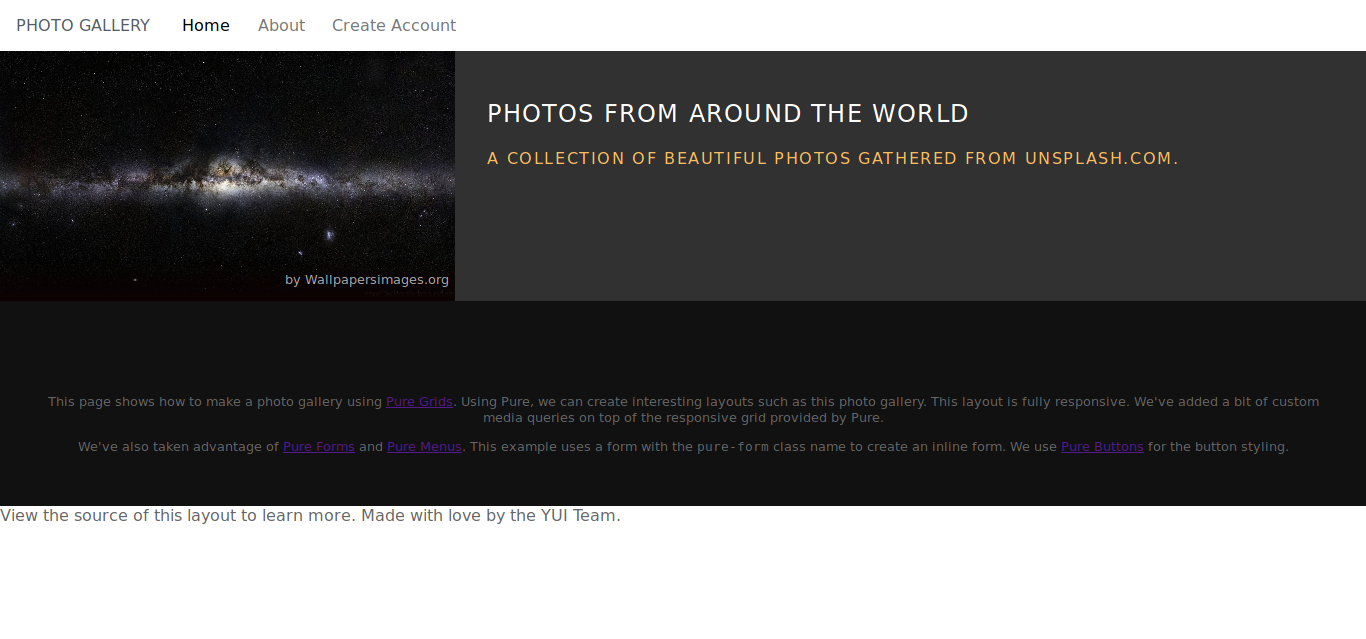 PHOTO GALLERY Home About Create Account
PHOTOS FROM AROUND THE WORLD
A COLLECTION OF BEAUTIFUL PHOTOS GATHERED FROM UNSPLASH.COM.
by Wallpapersimages.org
This page shows how to make a photo gallery using Pure Grids. Using Pure, we can create interesting layouts such as this photo gallery. This layout is fully responsive. We've added a bit of custom
media queries on top of the responsive grid provided by Pure.
We've also taken advantage of Pure Forms and Pure Menus. This example uses a form with the pure-form class name to create an inline form. We use Pure Buttons for the button styling.
View the source of this layout to learn more. Made with love by the YUI Team.